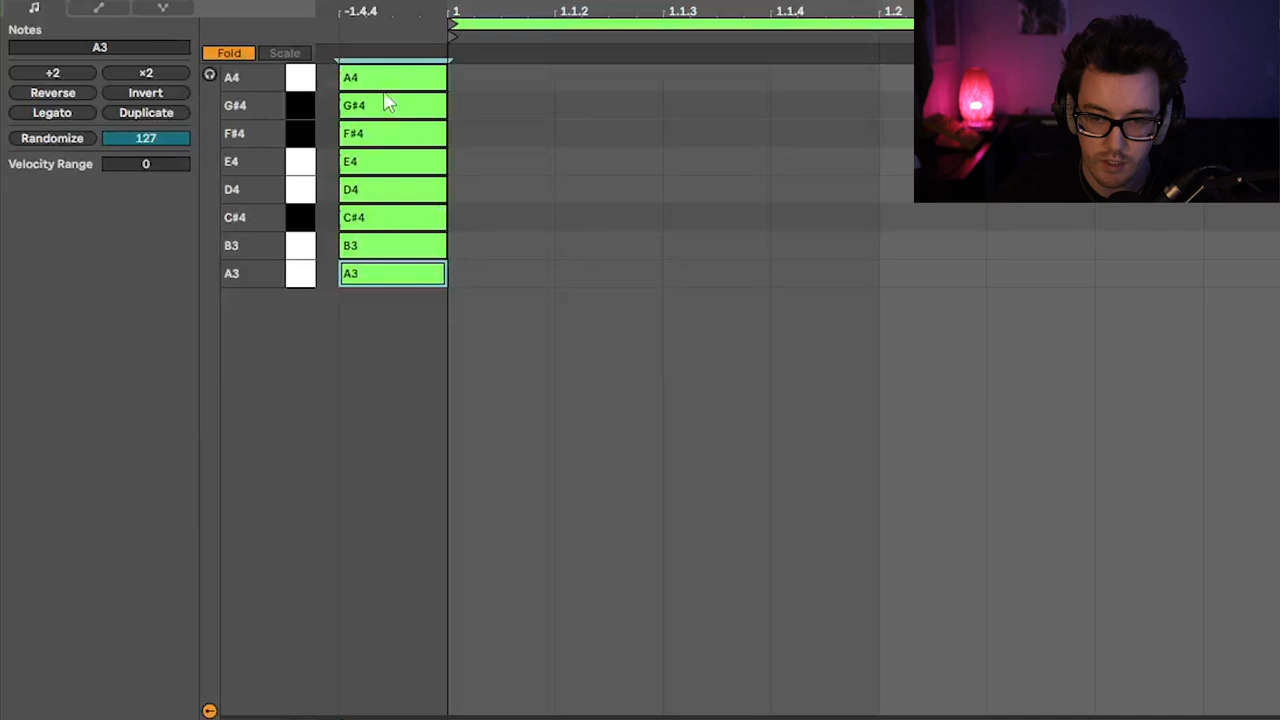 -1.4.4 1 1.1.2 1.1.3 1.1.4 1.2
Notes
A3
Fold Scale
÷2 ×2
Reverse Invert
Legato Duplicate
Randomize 127
Velocity Range 0
A4 A4
G#4 G#4
F#4 F#4
E4 E4
D4 D4
C#4 C#4
B3 B3
A3 A3